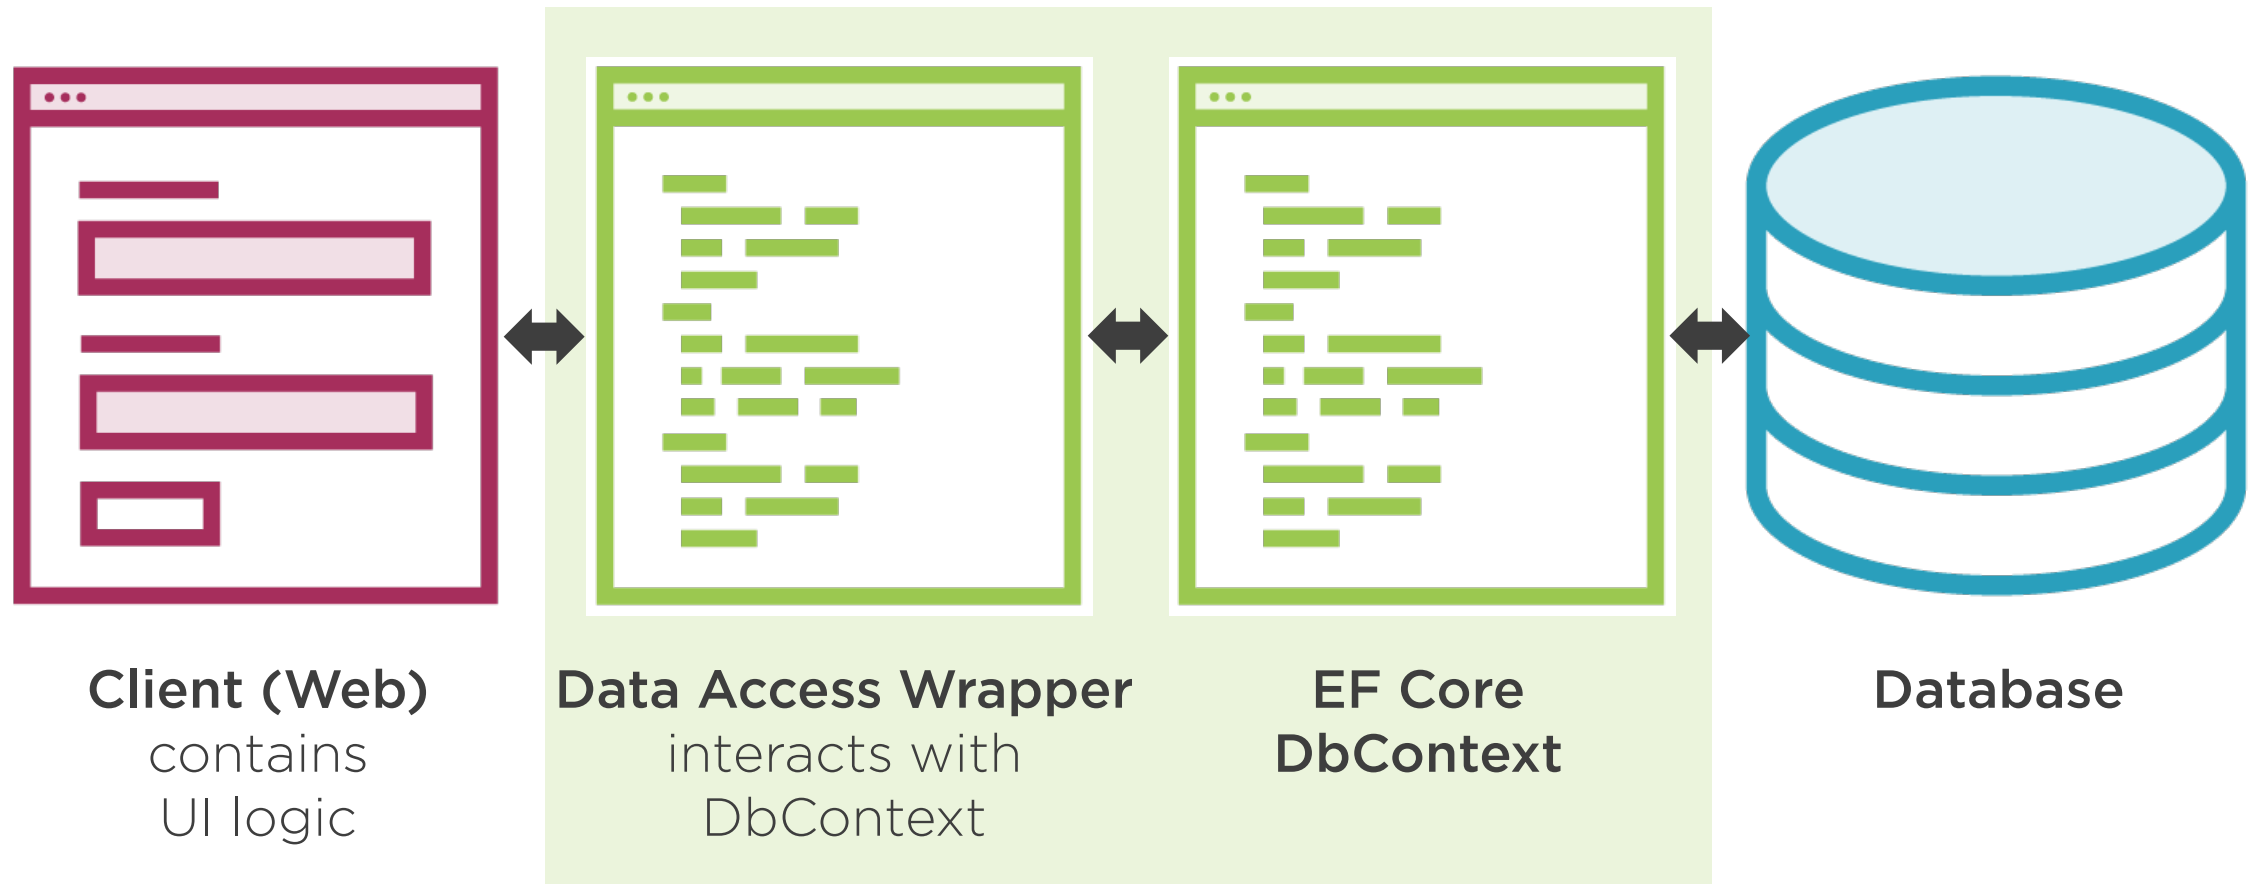 Client (Web)
contains
UI logic
Data Access Wrapper
interacts with
DbContext
EF Core
DbContext
Database